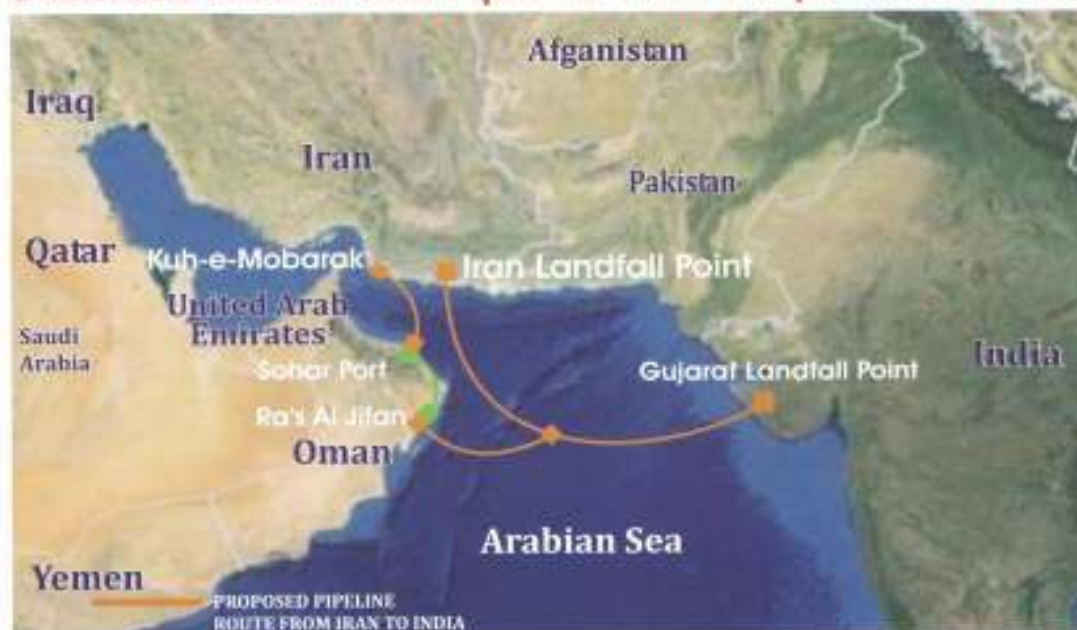 Afganistan
Iraq
Iran
Pakistan
Qatar
Kuh-e-Mobarak
Iran Landfall Point
United Arab
Emirates
Saudi
Arabia
Sohar Port
Gujarat Landfall Point
India
Ra's Al Jifan
Oman
Arabian Sea
Yemen
PROPOSED PIPELINE
ROUTE FROM IRAN TO INDIA